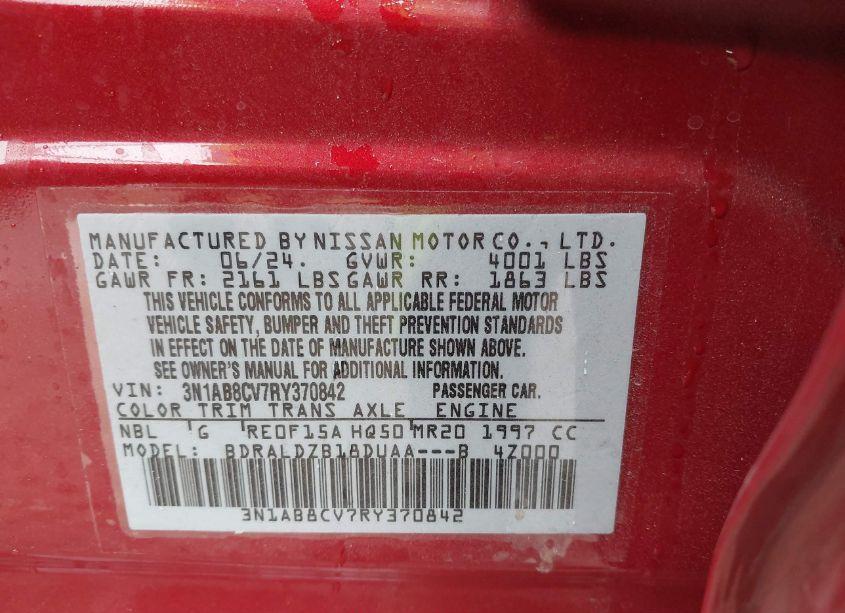 MANUFACTURED BY NISSAN MOTOR CO., LTD.
DATE: 06/24. GVWR: 4001 LBS
GAWR FR: 2161 LBS GAWR RR: 1863 LBS
THIS VEHICLE CONFORMS TO ALL APPLICABLE FEDERAL MOTOR
VEHICLE SAFETY, BUMPER AND THEFT PREVENTION STANDARDS
IN EFFECT ON THE DATE OF MANUFACTURE SHOWN ABOVE.
SEE OWNER'S MANUAL FOR ADDITIONAL INFORMATION.
VIN: 3N1AB8CV7RY370842 PASSENGER CAR.
COLOR TRIM TRANS AXLE ENGINE
NBL G RE0F15A HQ50 MR20 1997 CC
MODEL: BDRALDZB18DUAA---B 4Z000
3N1AB8CV7RY370842